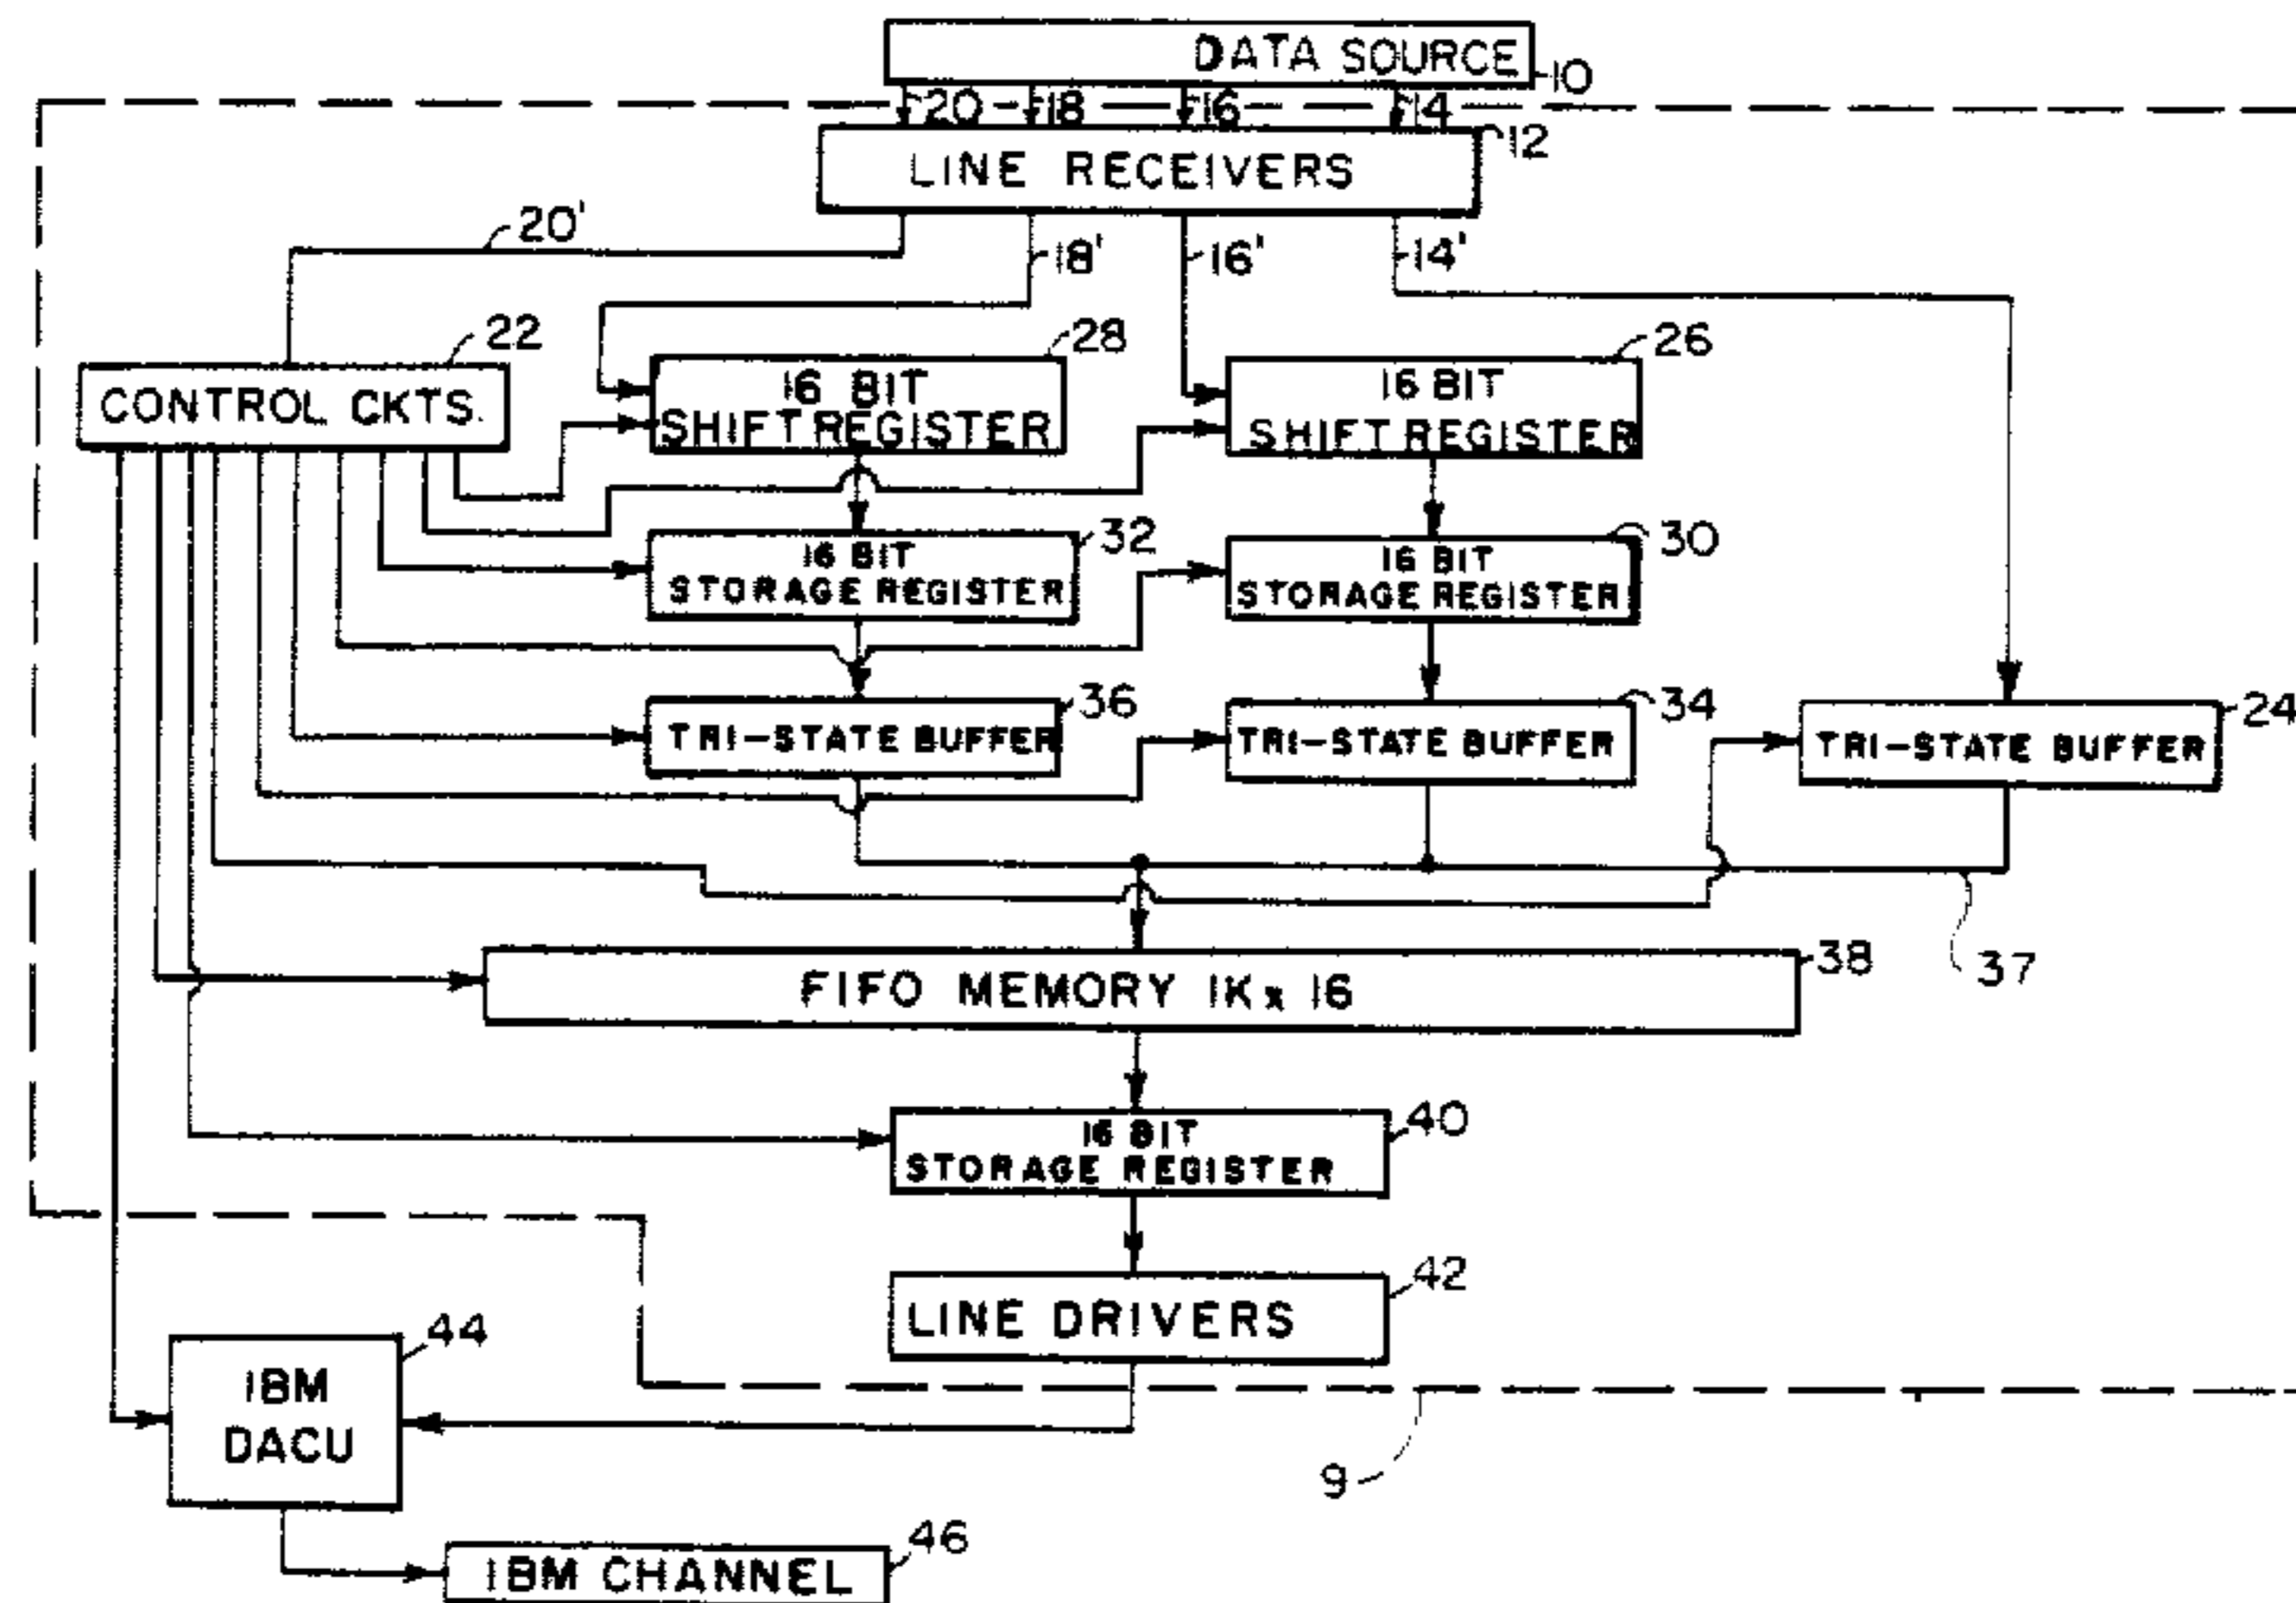 DATA SOURCE
10
20 18 16 14
LINE RECEIVERS
12
20'
18'
16'
14'
22
CONTROL CKTS.
28
16 BIT
SHIFT REGISTER
26
16 BIT
SHIFT REGISTER
32
16 BIT
STORAGE REGISTER
30
16 BIT
STORAGE REGISTER
36
TRI-STATE BUFFER
34
TRI-STATE BUFFER
24
TRI-STATE BUFFER
37
38
FIFO MEMORY 1K x 16
40
16 BIT
STORAGE REGISTER
42
LINE DRIVERS
44
IBM
DACU
9
46
IBM CHANNEL